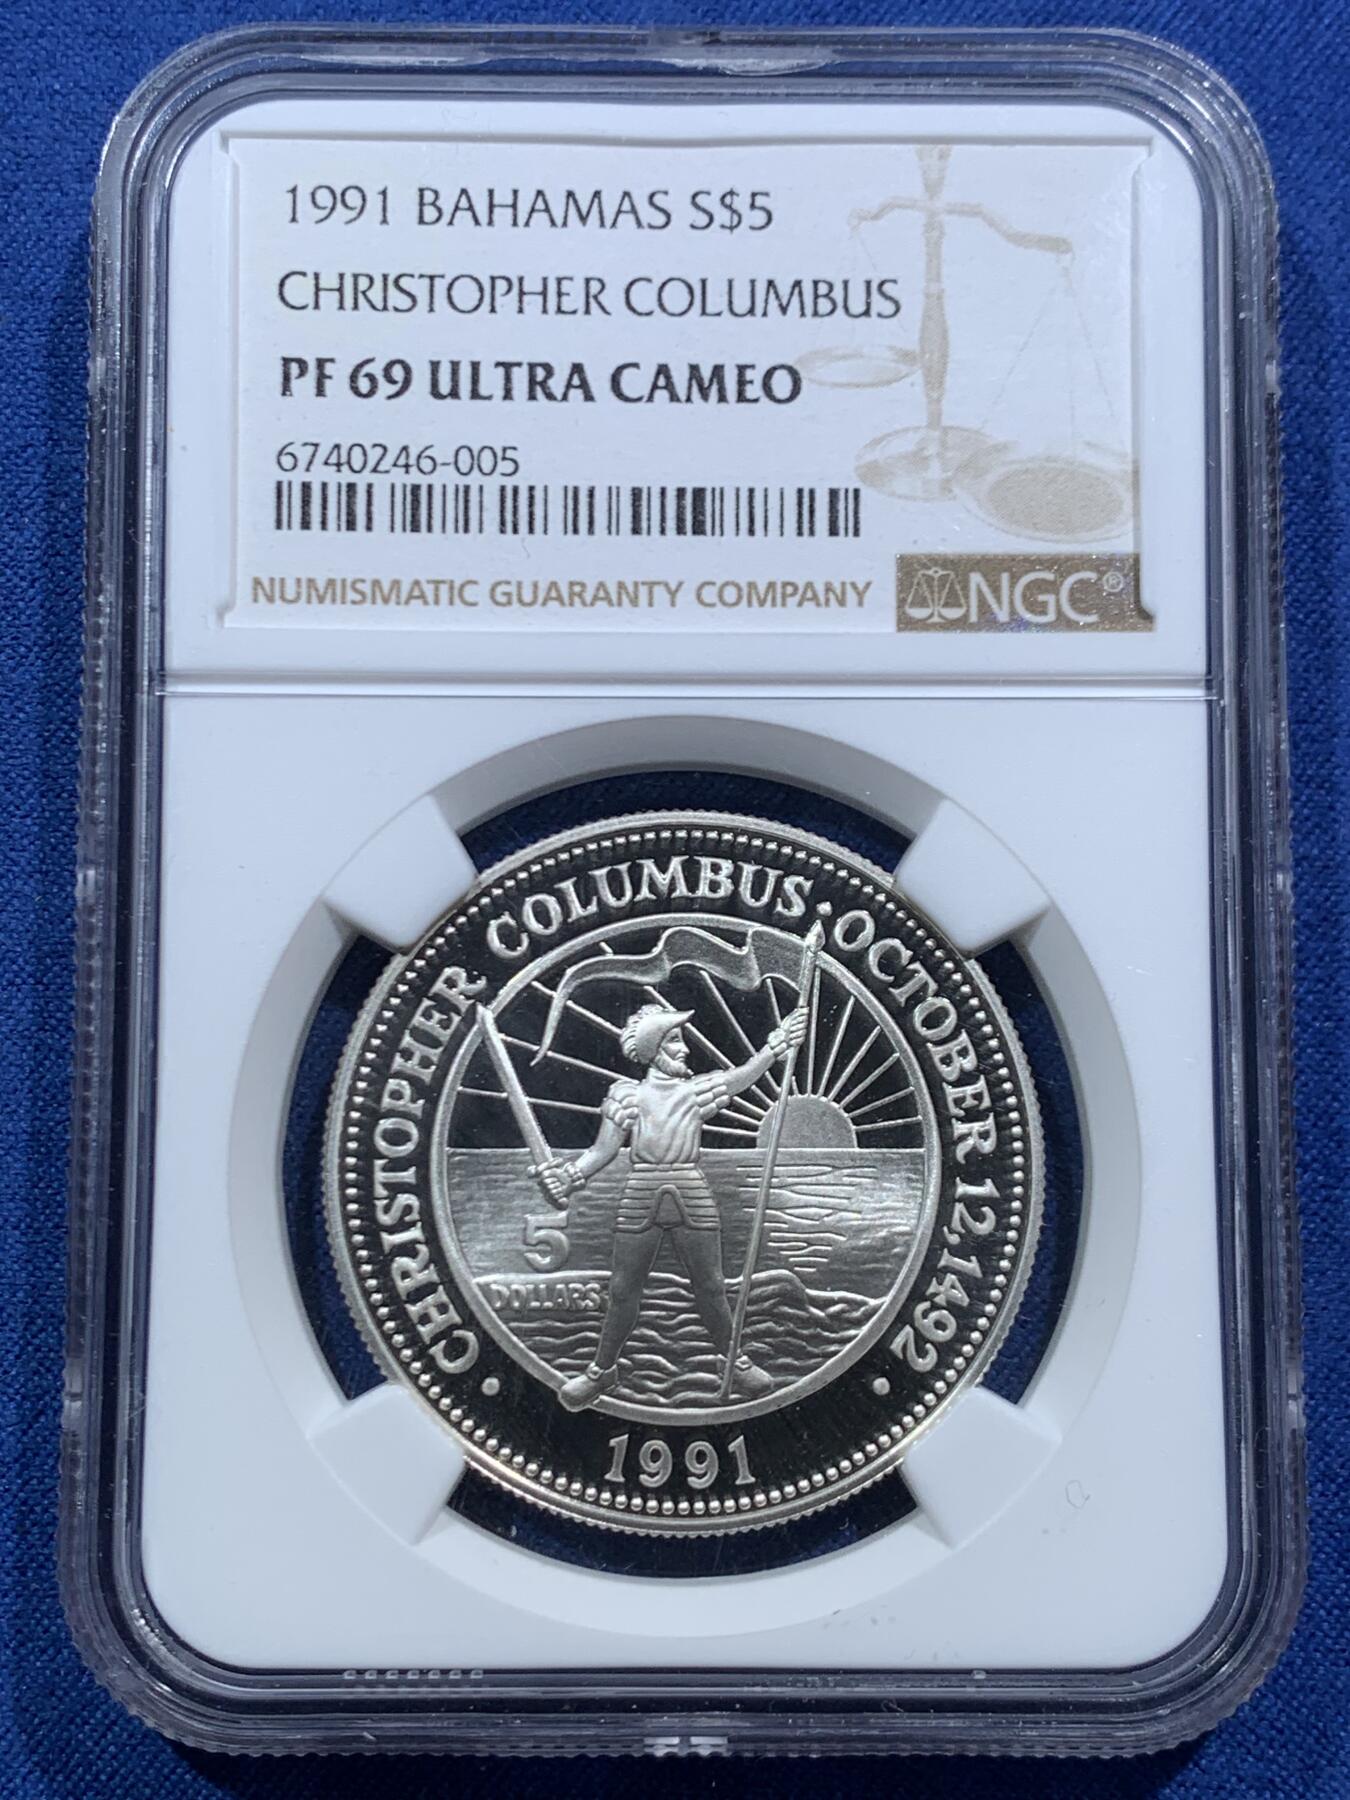 1991 BAHAMAS S$5
CHRISTOPHER COLUMBUS
PF 69 ULTRA CAMEO
6740246-005
NUMISMATIC GUARANTY COMPANY
NGC®
• CHRISTOPHER COLUMBUS • OCTOBER 12, 1492 •
5
DOLLARS
1991